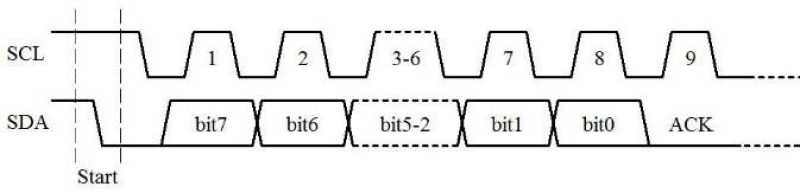 SCL 1 2 3-6 7 8 9
SDA bit7 bit6 bit5-2 bit1 bit0 ACK
Start